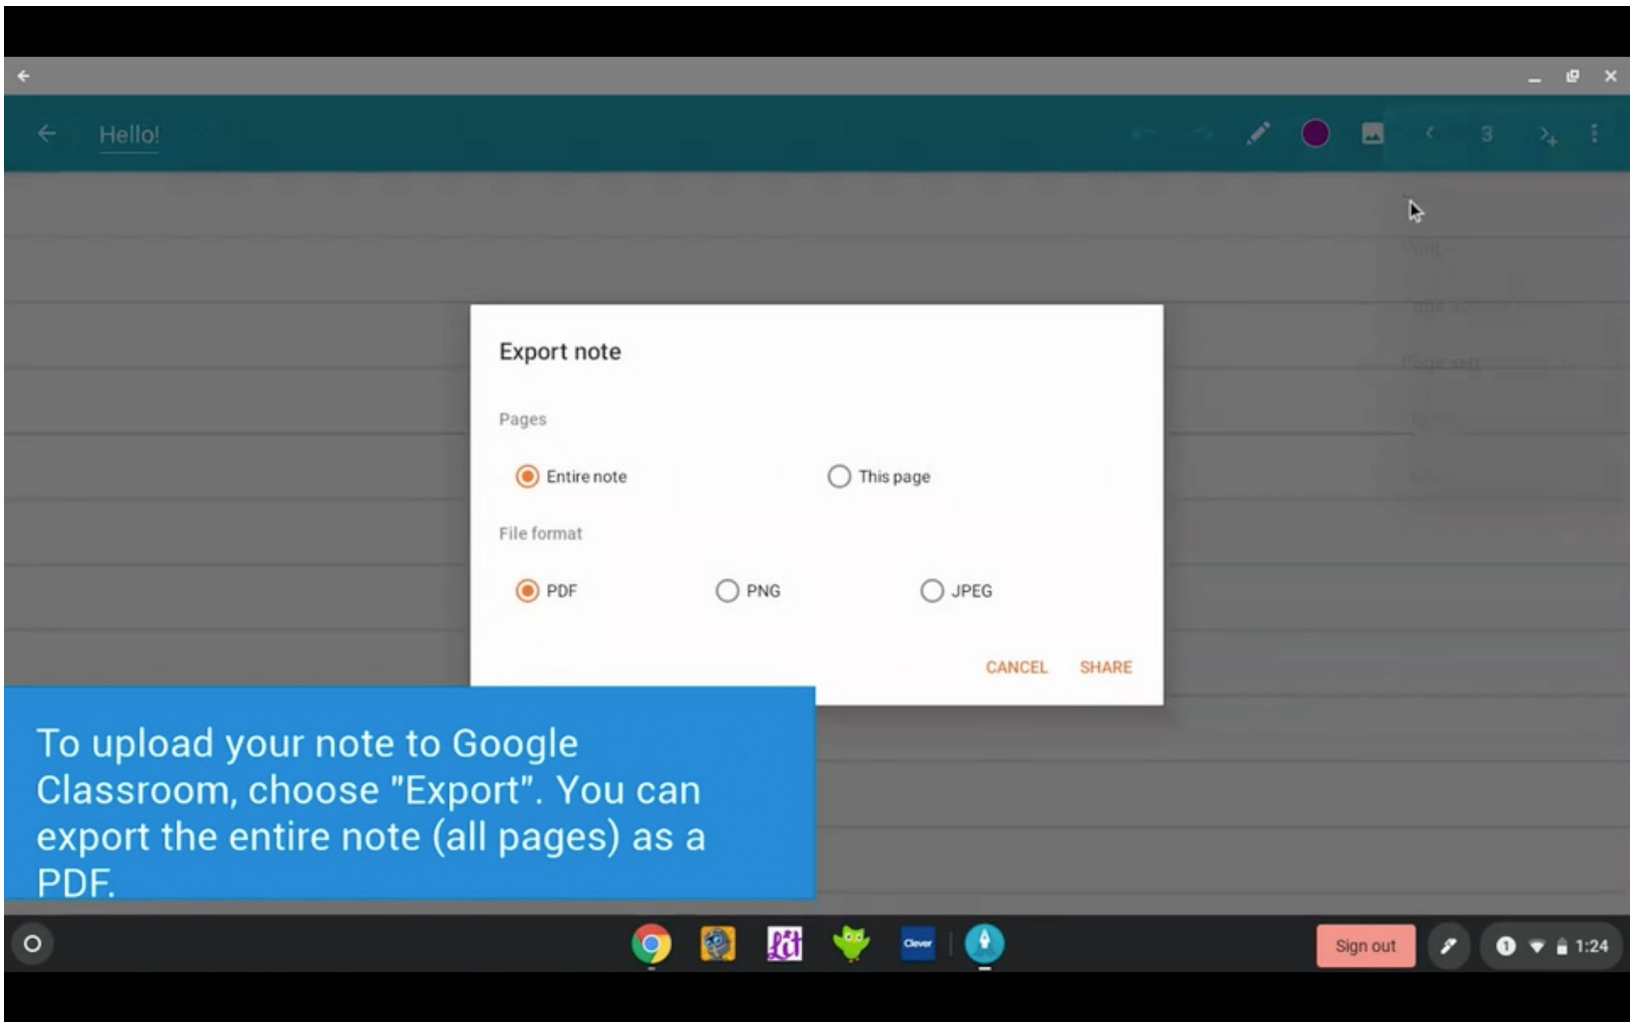 Hello!
3
Export note
Pages
Entire note
This page
File format
PDF
PNG
JPEG
CANCEL
SHARE
To upload your note to Google
Classroom, choose "Export". You can
export the entire note (all pages) as a
PDF.
Lit
Clever
Sign out
1
1:24